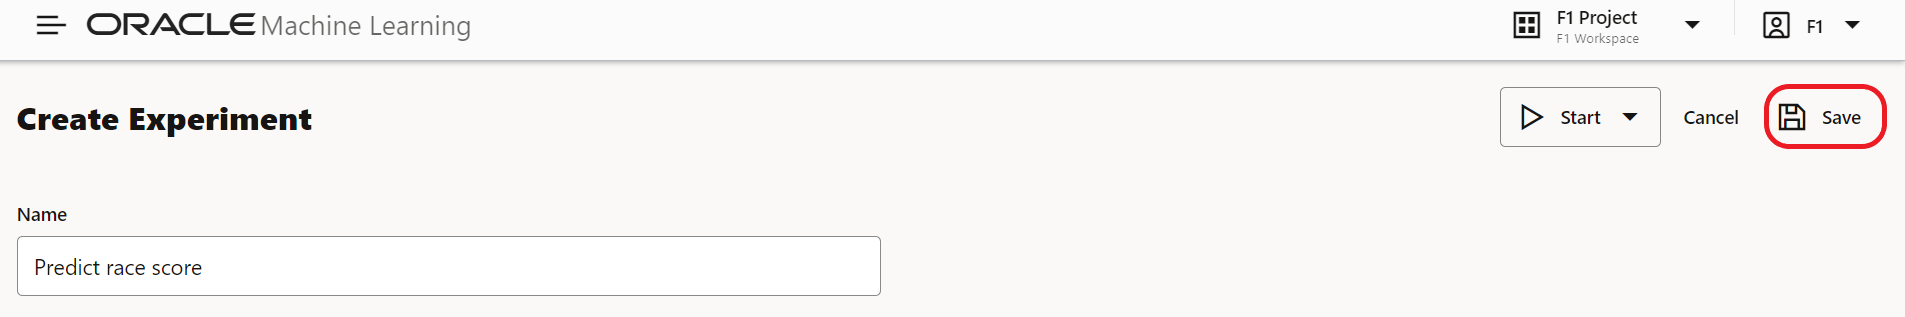 ORACLE Machine Learning
F1 Project
F1 Workspace
F1
Create Experiment
Start
Cancel
Save
Name
Predict race score